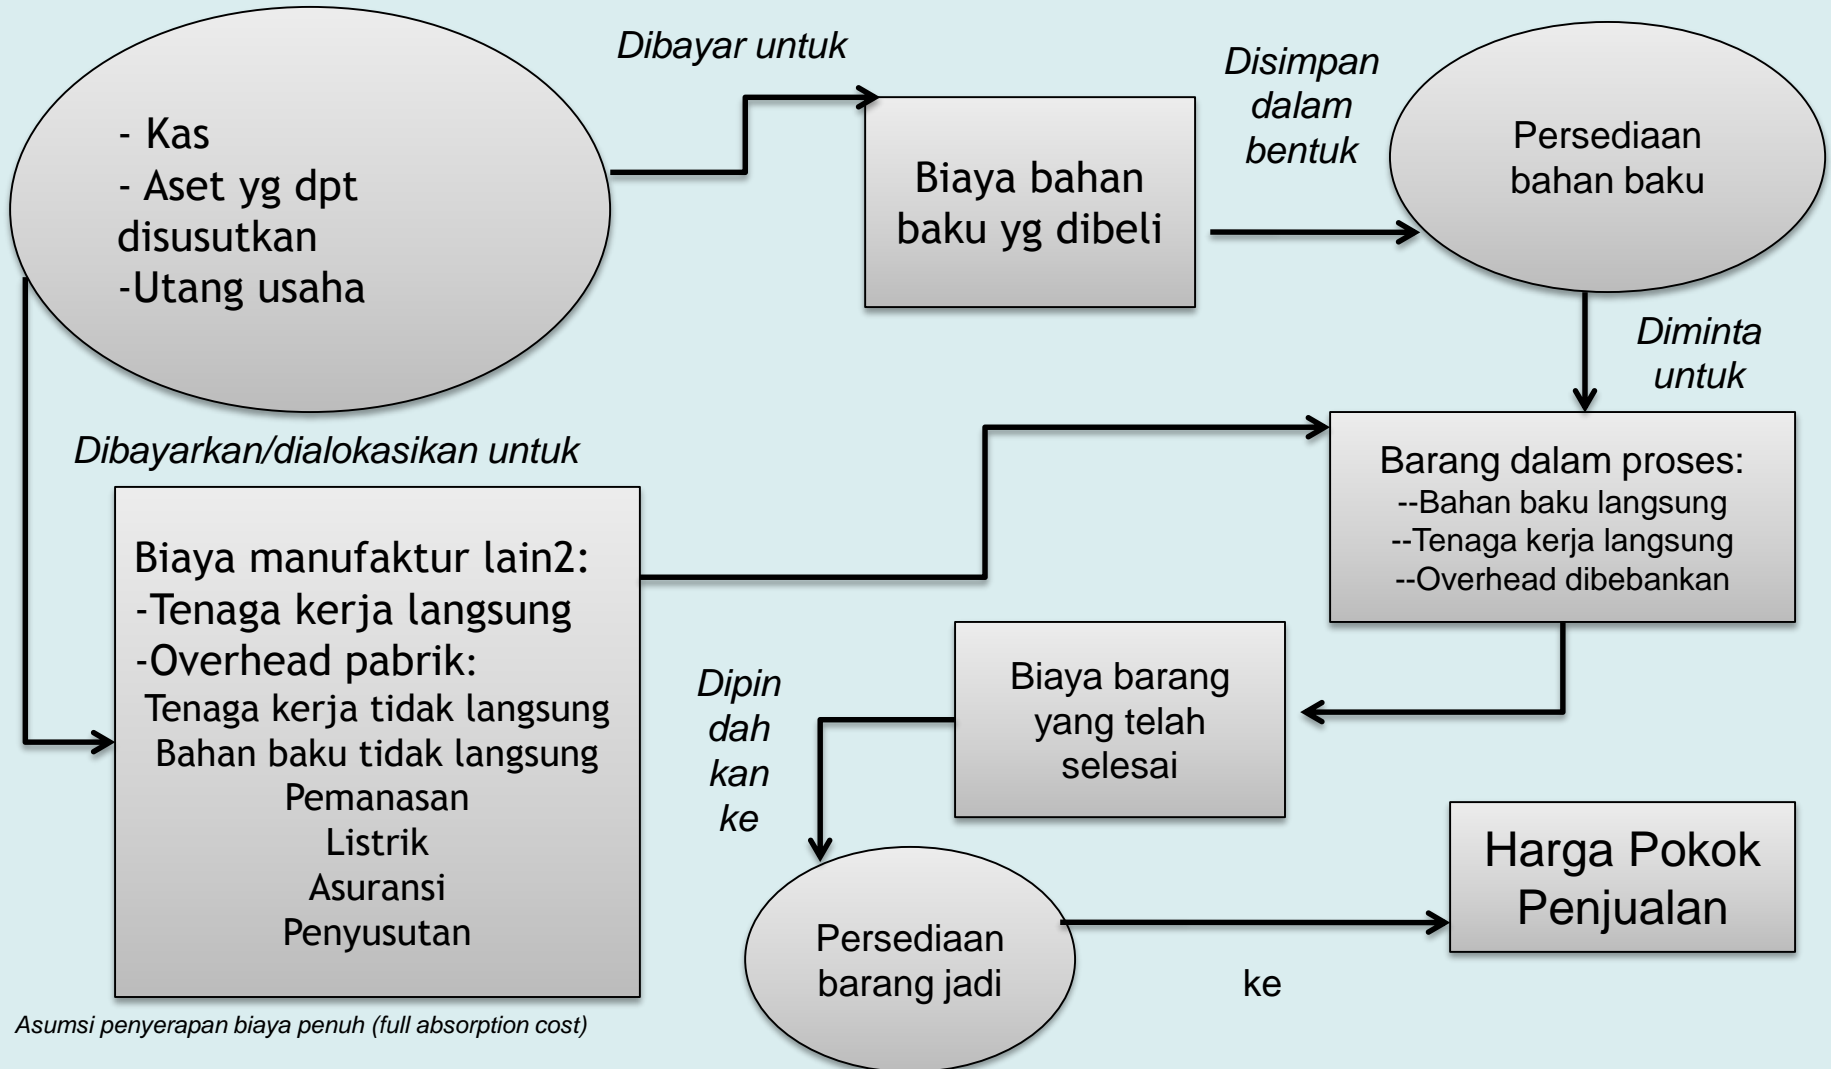 Dibayar untuk
- Kas
- Aset yg dpt
disusutkan
-Utang usaha
Biaya bahan
baku yg dibeli
Disimpan
dalam
bentuk
Persediaan
bahan baku
Diminta
untuk
Dibayarkan/dialokasikan untuk
Barang dalam proses:
--Bahan baku langsung
--Tenaga kerja langsung
--Overhead dibebankan
Biaya manufaktur lain2:
-Tenaga kerja langsung
-Overhead pabrik:
Tenaga kerja tidak langsung
Bahan baku tidak langsung
Pemanasan
Listrik
Asuransi
Penyusutan
Biaya barang
yang telah
selesai
Dipin
dah
kan
ke
Persediaan
barang jadi
ke
Harga Pokok
Penjualan
Asumsi penyerapan biaya penuh (full absorption cost)